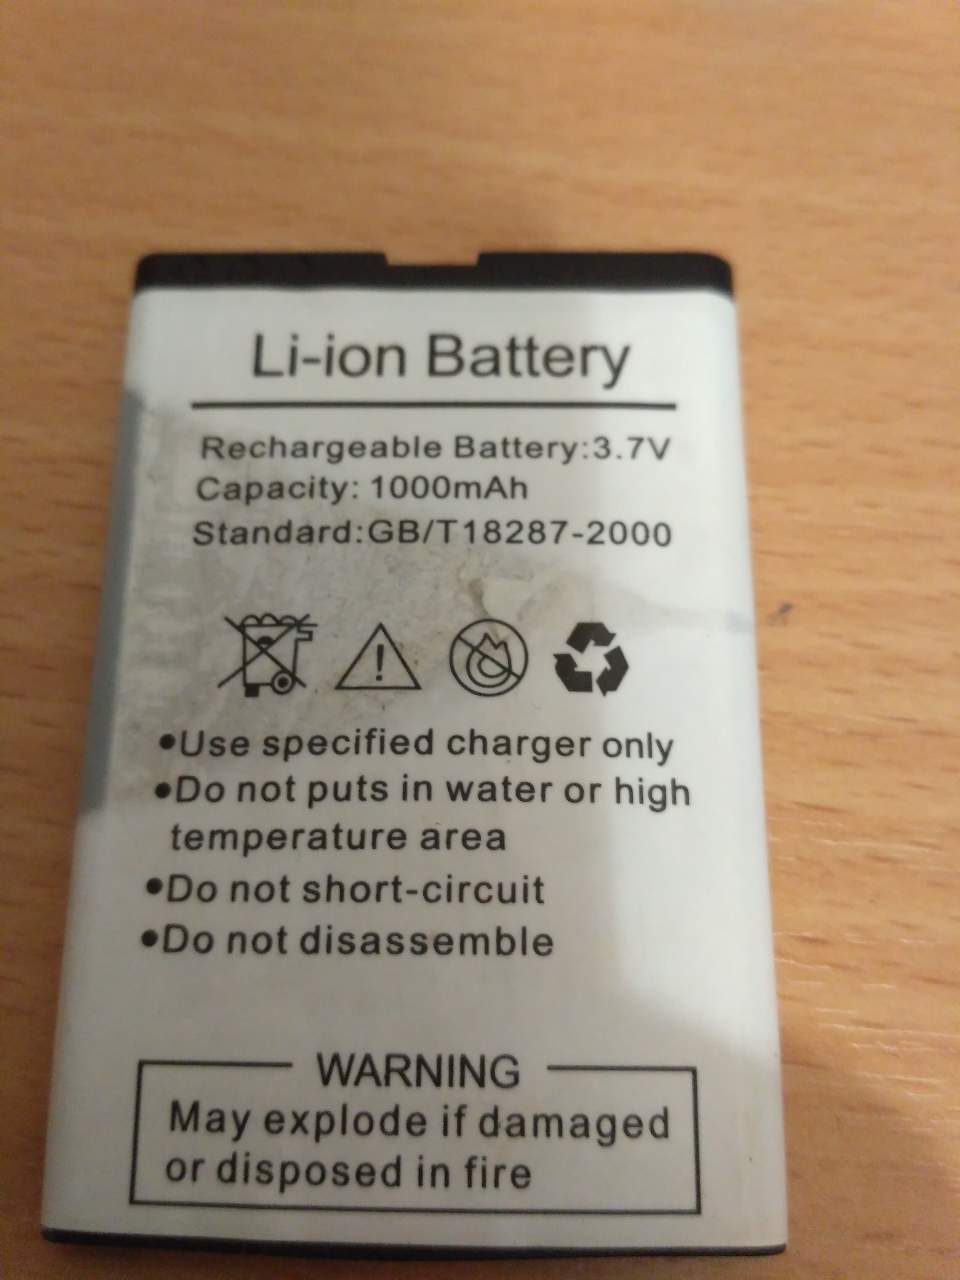 Li-ion Battery
Rechargeable Battery:3.7V
Capacity: 1000mAh
Standard:GB/T18287-2000
•Use specified charger only
•Do not puts in water or high
temperature area
•Do not short-circuit
•Do not disassemble
WARNING
May explode if damaged
or disposed in fire